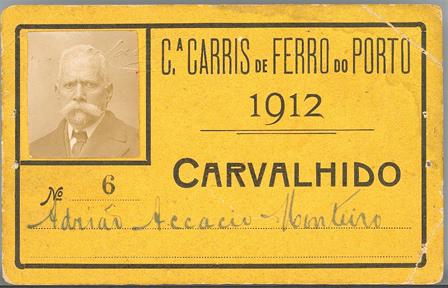 C.A CARRIS DE FERRO DO PORTO
1912
CARVALHIDO
No 6
Adrião Accacio Monteiro